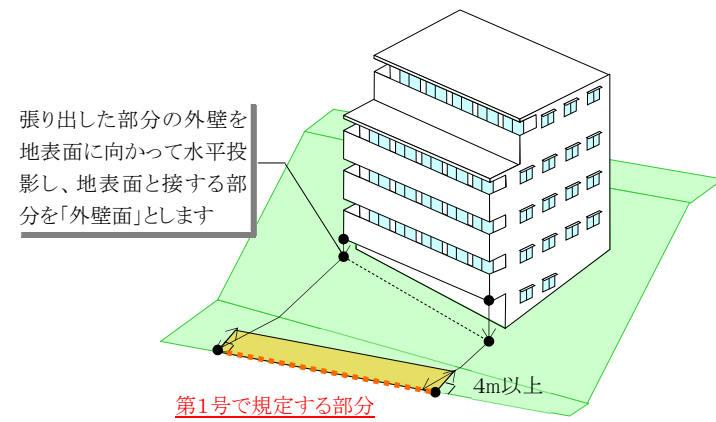 張り出した部分の外壁を
地表面に向かって水平投
影し、地表面と接する部
分を「外壁面」とします
4m以上
第1号で規定する部分